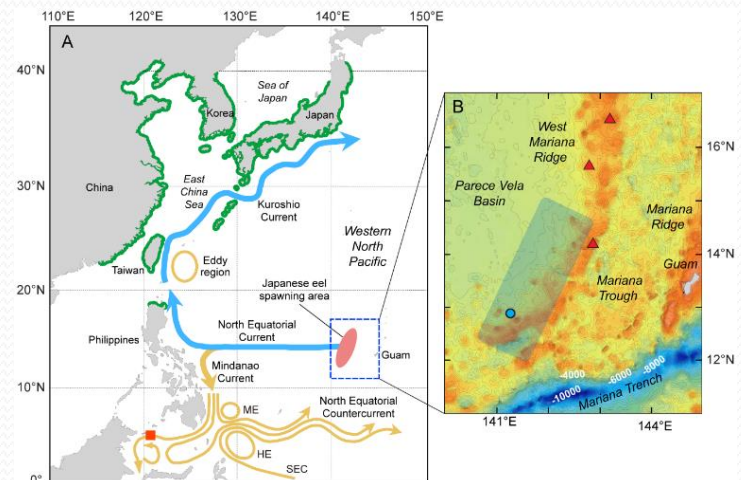 110°E
120°E
130°E
140°E
150°E
A
40°N
30°N
20°N
10°N
0°
Sea of
Japan
Korea
Japan
China
East
China
Sea
Kuroshio
Current
Western
North
Pacific
Taiwan
Eddy
region
Japanese eel
spawning area
Philippines
North Equatorial
Current
Guam
Mindanao
Current
ME
North Equatorial
Countercurrent
HE
SEC
B
West
Mariana
Ridge
Parece Vela
Basin
Mariana
Ridge
Guam
Mariana
Trough
-4000
-6000
-8000
-10000
Mariana Trench
16°N
14°N
12°N
141°E
144°E